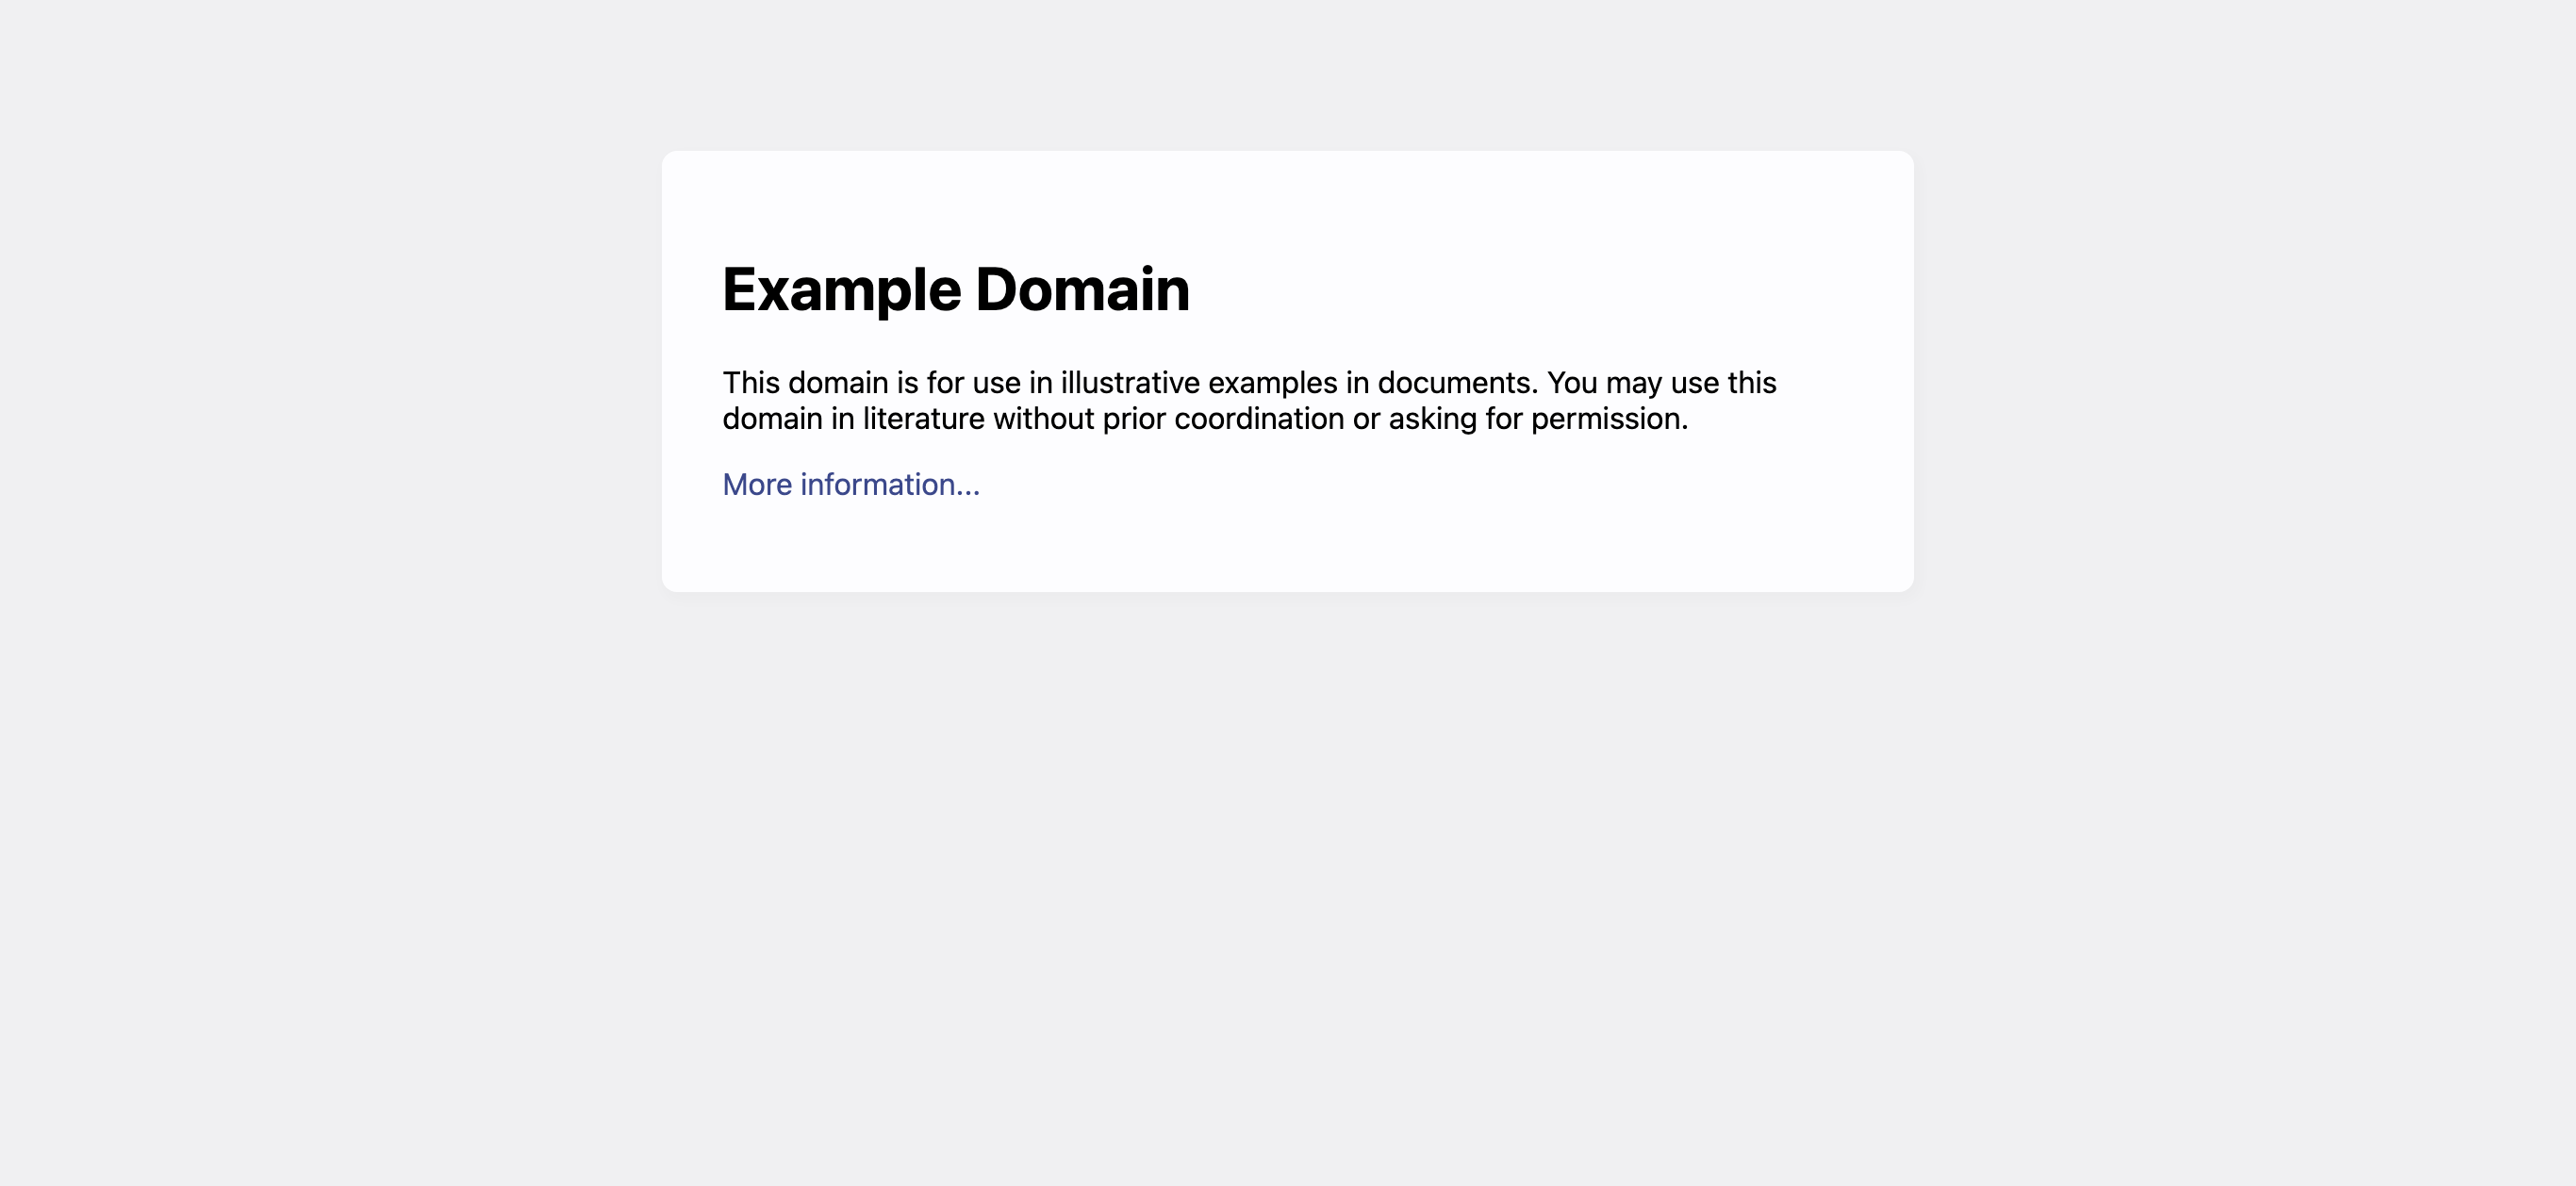 Example Domain
This domain is for use in illustrative examples in documents. You may use this
domain in literature without prior coordination or asking for permission.
More information...